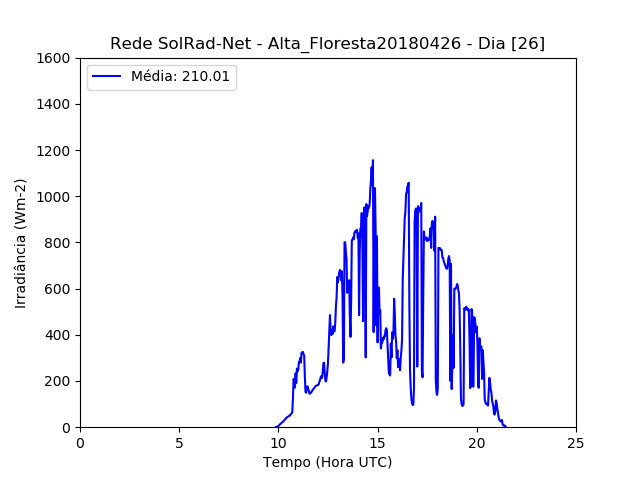 Rede SolRad-Net - Alta_Floresta20180426 - Dia [26]
Média: 210.01
Irradiância (Wm-2)
1600
1400
1200
1000
800
600
400
200
0
0 5 10 15 20 25
Tempo (Hora UTC)